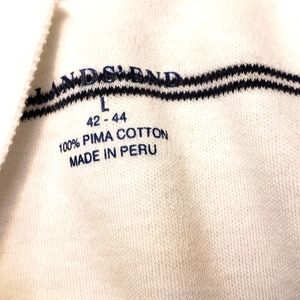 LANDS' END
L
42 - 44
100% PIMA COTTON
MADE IN PERU